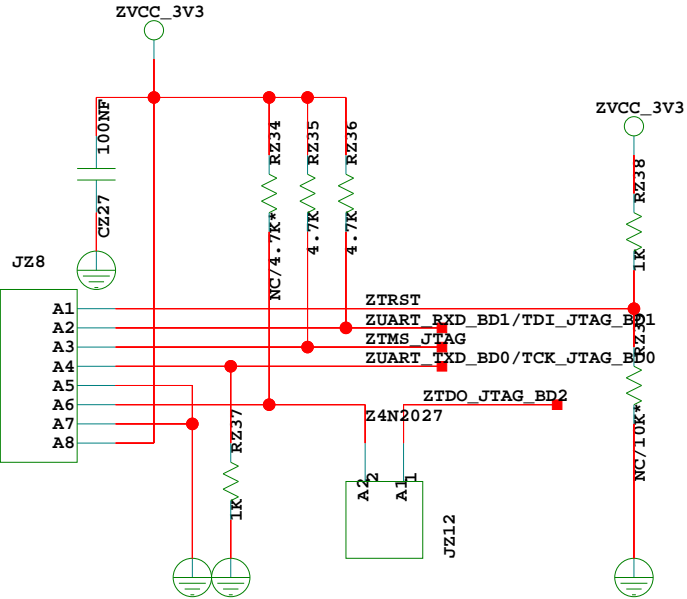 ZVCC_3V3
ZVCC_3V3
100NF
RZ34
RZ35
RZ36
RZ38
CZ27
NC/4.7K*
4.7K
4.7K
1K
JZ8
A1
ZTRST
A2
ZUART_RXD_BD1/TDI_JTAG_BD1
A3
ZTMS_JTAG
A4
ZUART_TXD_BD0/TCK_JTAG_BD0
A5
A6
ZTDO_JTAG_BD2
A7
Z4N2027
A8
RZ37
1K
NC/10K*
A2
2
A1
1
JZ12